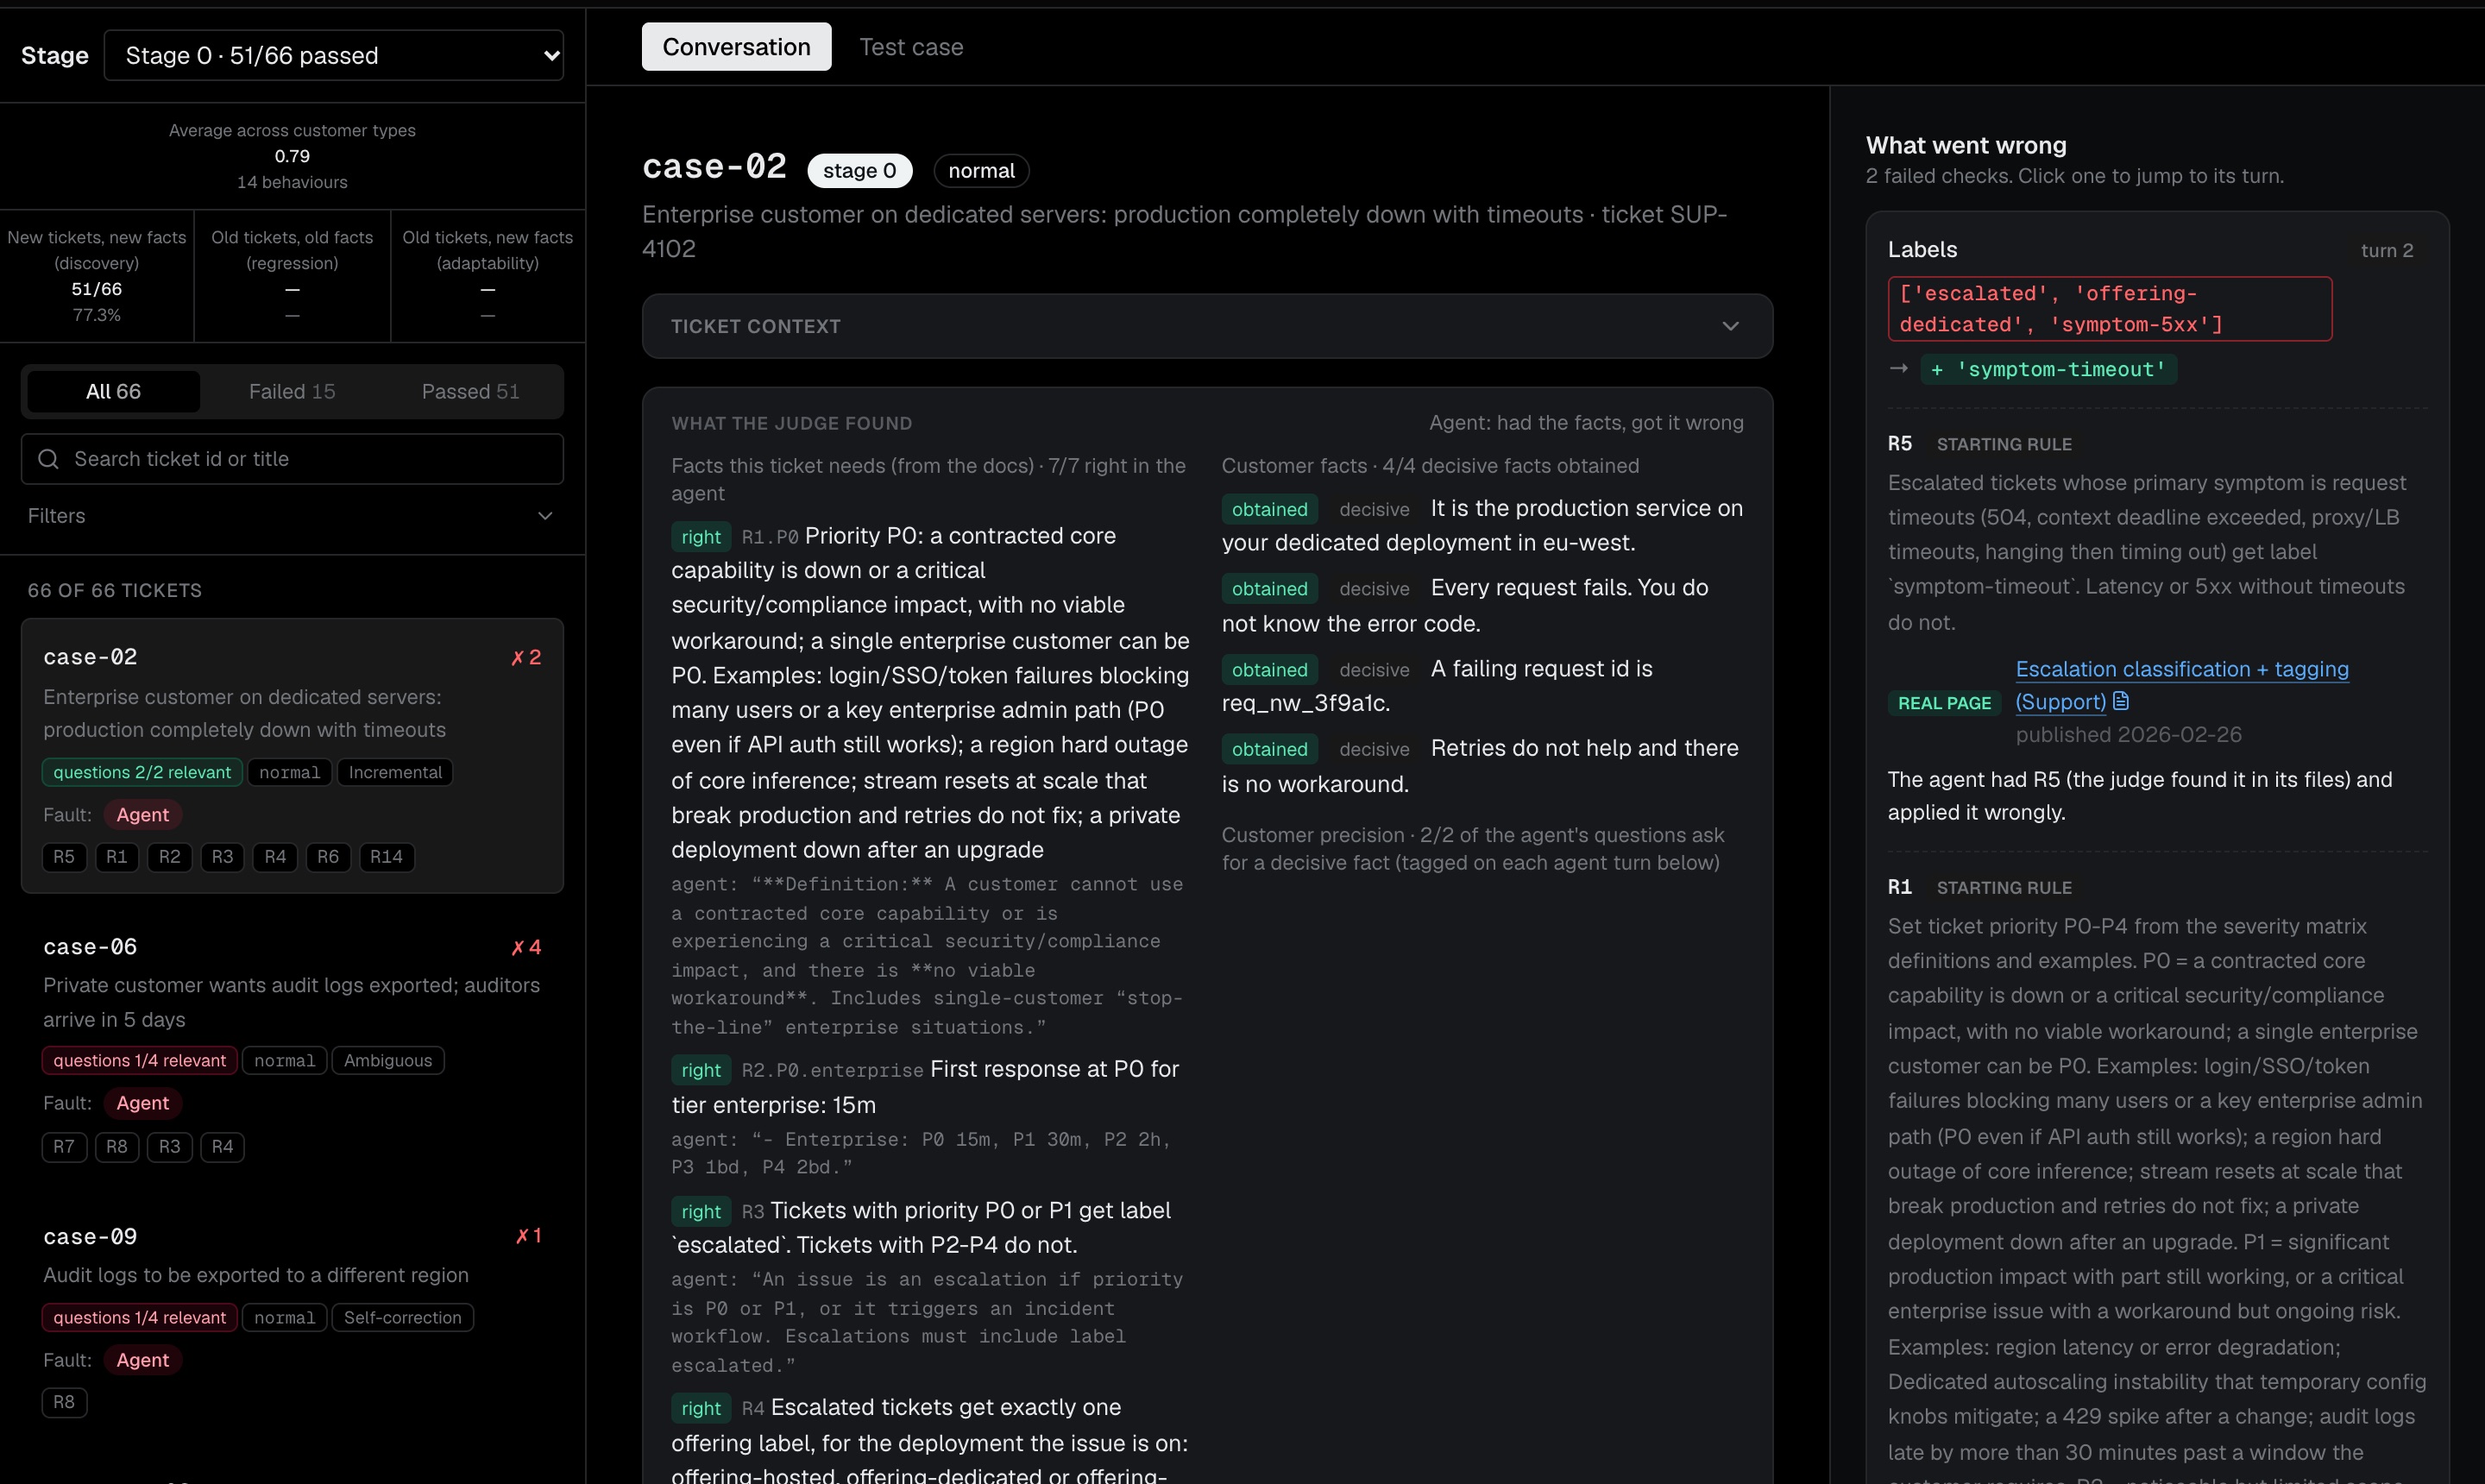 Stage
Stage 0 · 51/66 passed
Average across customer types
0.79
14 behaviours
New tickets, new facts
(discovery)
51/66
77.3%
Old tickets, old facts
(regression)
—
—
Old tickets, new facts
(adaptability)
—
—
All 66
Failed 15
Passed 51
Search ticket id or title
Filters
66 OF 66 TICKETS
case-02
✗ 2
Enterprise customer on dedicated servers:
production completely down with timeouts
questions 2/2 relevant
normal
Incremental
Fault: Agent
R5 R1 R2 R3 R4 R6 R14
case-06
✗ 4
Private customer wants audit logs exported; auditors
arrive in 5 days
questions 1/4 relevant
normal
Ambiguous
Fault: Agent
R7 R8 R3 R4
case-09
✗ 1
Audit logs to be exported to a different region
questions 1/4 relevant
normal
Self-correction
Fault: Agent
R8
Conversation
Test case
case-02 stage 0 normal
Enterprise customer on dedicated servers: production completely down with timeouts · ticket SUP-
4102
TICKET CONTEXT
WHAT THE JUDGE FOUND
Agent: had the facts, got it wrong
Facts this ticket needs (from the docs) · 7/7 right in the
agent
right R1.P0 Priority P0: a contracted core
capability is down or a critical
security/compliance impact, with no viable
workaround; a single enterprise customer can be
P0. Examples: login/SSO/token failures blocking
many users or a key enterprise admin path (P0
even if API auth still works); a region hard outage
of core inference; stream resets at scale that
break production and retries do not fix; a private
deployment down after an upgrade
agent: “**Definition:** A customer cannot use
a contracted core capability or is
experiencing a critical security/compliance
impact, and there is **no viable
workaround**. Includes single-customer “stop-
the-line” enterprise situations.”
right R2.P0.enterprise First response at P0 for
tier enterprise: 15m
agent: “- Enterprise: P0 15m, P1 30m, P2 2h,
P3 1bd, P4 2bd.”
right R3 Tickets with priority P0 or P1 get label
`escalated`. Tickets with P2-P4 do not.
agent: “An issue is an escalation if priority
is P0 or P1, or it triggers an incident
workflow. Escalations must include label
escalated.”
right R4 Escalated tickets get exactly one
offering label, for the deployment the issue is on:
offering-hosted, offering-dedicated or offering-
Customer facts · 4/4 decisive facts obtained
obtained decisive It is the production service on
your dedicated deployment in eu-west.
obtained decisive Every request fails. You do
not know the error code.
obtained decisive A failing request id is
req_nw_3f9a1c.
obtained decisive Retries do not help and there
is no workaround.
Customer precision · 2/2 of the agent's questions ask
for a decisive fact (tagged on each agent turn below)
What went wrong
2 failed checks. Click one to jump to its turn.
Labels
turn 2
['escalated', 'offering-
dedicated', 'symptom-5xx']
→ + 'symptom-timeout'
R5 STARTING RULE
Escalated tickets whose primary symptom is request
timeouts (504, context deadline exceeded, proxy/LB
timeouts, hanging then timing out) get label
`symptom-timeout`. Latency or 5xx without timeouts
do not.
REAL PAGE
Escalation classification + tagging
(Support)
published 2026-02-26
The agent had R5 (the judge found it in its files) and
applied it wrongly.
R1 STARTING RULE
Set ticket priority P0-P4 from the severity matrix
definitions and examples. P0 = a contracted core
capability is down or a critical security/compliance
impact, with no viable workaround; a single enterprise
customer can be P0. Examples: login/SSO/token
failures blocking many users or a key enterprise admin
path (P0 even if API auth still works); a region hard
outage of core inference; stream resets at scale that
break production and retries do not fix; a private
deployment down after an upgrade. P1 = significant
production impact with part still working, or a critical
enterprise issue with a workaround but ongoing risk.
Examples: region latency or error degradation;
Dedicated autoscaling instability that temporary config
knobs mitigate; a 429 spike after a change; audit logs
late by more than 30 minutes past a window the